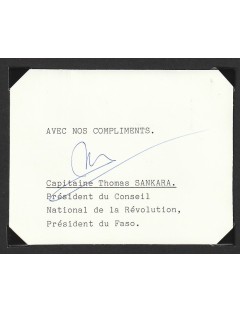 AVEC NOS COMPLIMENTS.
Capitaine Thomas SANKARA.
Président du Conseil
National de la Révolution,
Président du Faso.